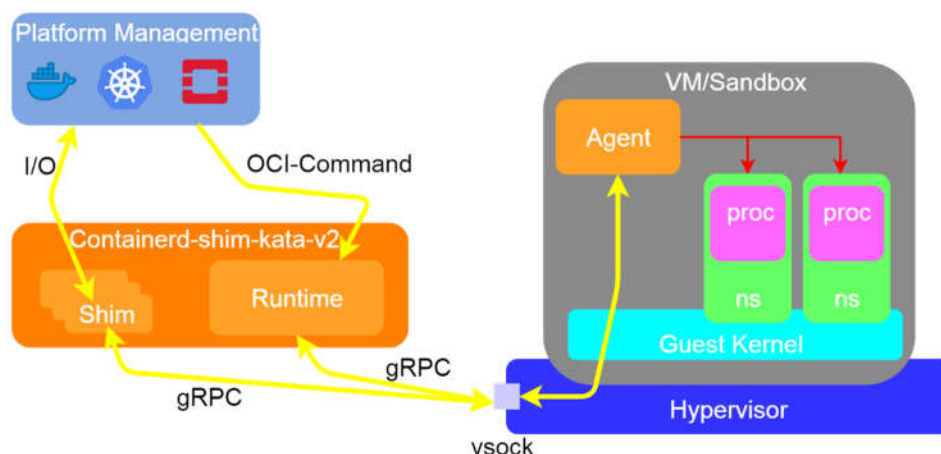 Platform Management
I/O
OCI-Command
Containerd-shim-kata-v2
Shim
Runtime
gRPC
gRPC
vsock
VM/Sandbox
Agent
proc
proc
ns
ns
Guest Kernel
Hypervisor